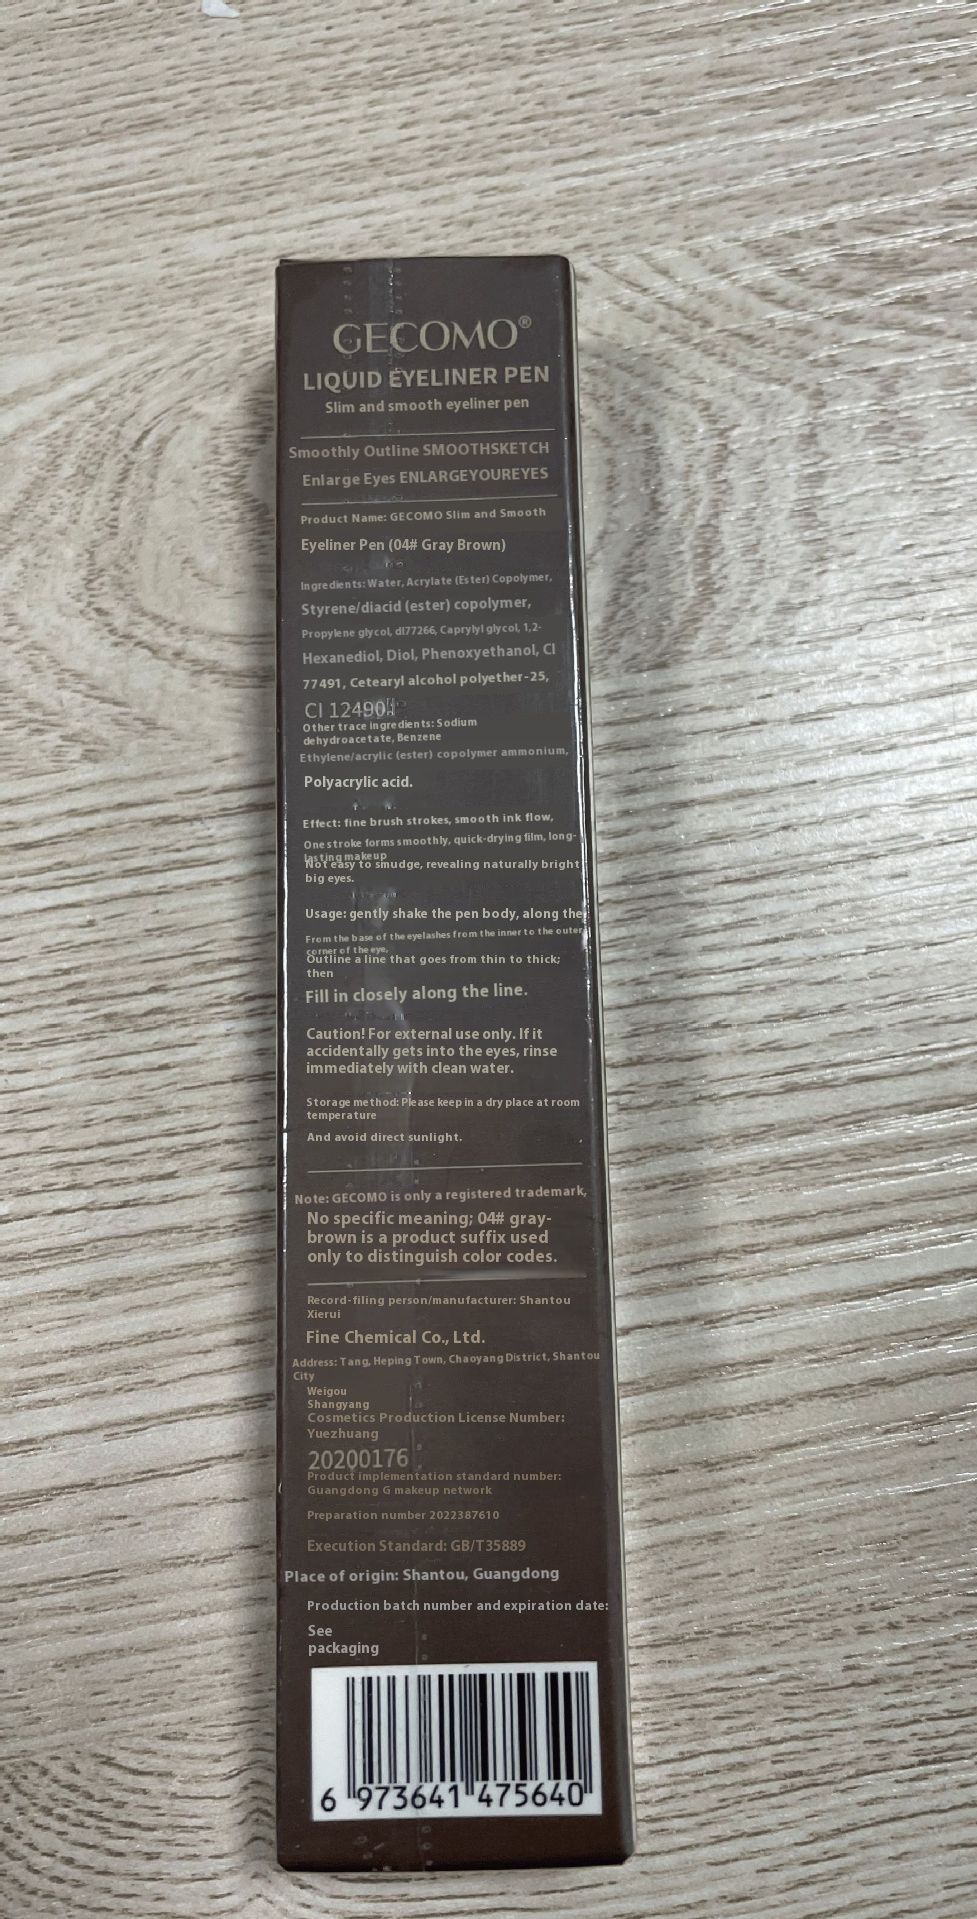 GECOMO®
LIQUID EYELINER PEN
Slim and smooth eyeliner pen
Smoothly Outline SMOOTHSKETCH
Enlarge Eyes ENLARGEYOUREYES
Product Name: GECOMO Slim and Smooth
Eyeliner Pen (04# Gray Brown)
Ingredients: Water, Acrylate (Ester) Copolymer,
Styrene/diacid (ester) copolymer,
Propylene glycol, dl77266, Caprylyl glycol, 1,2-
Hexanediol, Diol, Phenoxyethanol, CI
77491, Cetearyl alcohol polyether-25,
CI 12490.
Other trace ingredients: Sodium
dehydroacetate, Benzene
Ethylene/acrylic (ester) copolymer ammonium,
Polyacrylic acid.
Effect: fine brush strokes, smooth ink flow,
One stroke forms smoothly, quick-drying film, long-
lasting makeup
Not easy to smudge, revealing naturally bright
big eyes.
Usage: gently shake the pen body, along the
From the base of the eyelashes from the inner to the outer
corner of the eye,
Outline a line that goes from thin to thick;
then
Fill in closely along the line.
Caution! For external use only. If it
accidentally gets into the eyes, rinse
immediately with clean water.
Storage method: Please keep in a dry place at room
temperature
And avoid direct sunlight.
Note: GECOMO is only a registered trademark,
No specific meaning; 04# gray-
brown is a product suffix used
only to distinguish color codes.
Record-filing person/manufacturer: Shantou
Xierui
Fine Chemical Co., Ltd.
Address: Tang, Heping Town, Chaoyang District, Shantou
City
Weigou
Shangyang
Cosmetics Production License Number:
Yuezhuang
20200176
Product implementation standard number:
Guangdong G makeup network
Preparation number 2022387610
Execution Standard: GB/T35889
Place of origin: Shantou, Guangdong
Production batch number and expiration date:
See
packaging
6 973641 475640